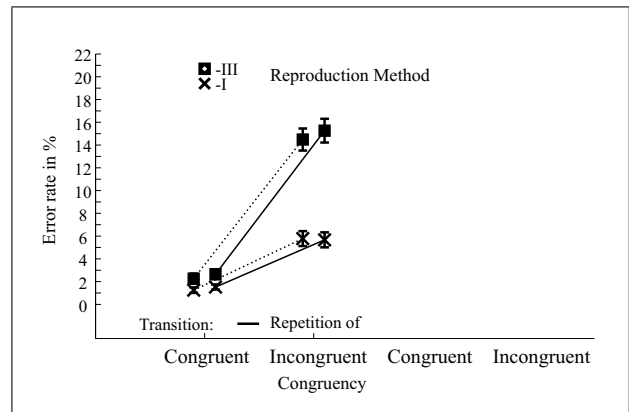 22
-III
Reproduction Method
20
-I
18
16
14
12
10
8
6
4
2
0
Error rate in %
Transition: Repetition of
Congruent Incongruent Congruent Incongruent
Congruency